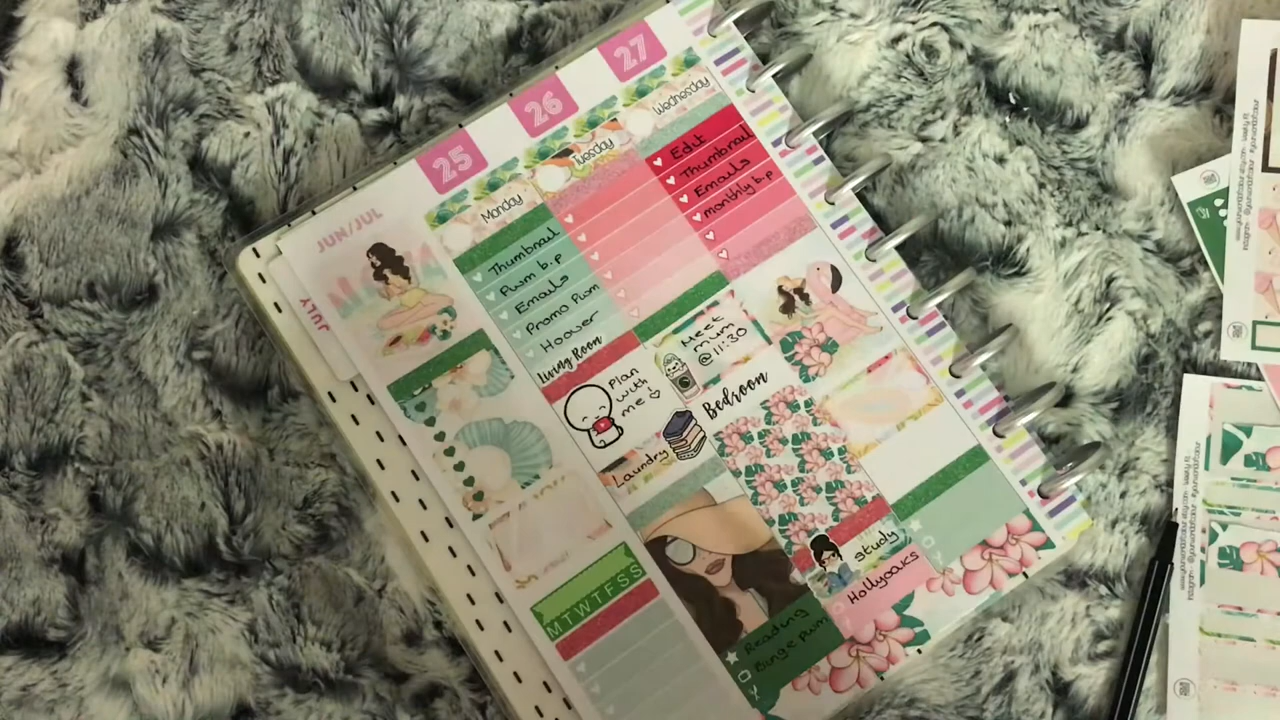 25
26
27
JUN/JUL
JULY
Monday
Tuesday
Wednesday
Thumbnail
Pwm b.p
Emails
Promo Pwm
Hoover
Living Room
Plan
with
me
Laundry
Reading
Binge Pwm
Meet
mum
@ 11:30
Bedroom
Study
Hollyoaks
Edit
Thumbnail
Emails
monthly b.p
MTWTFSS